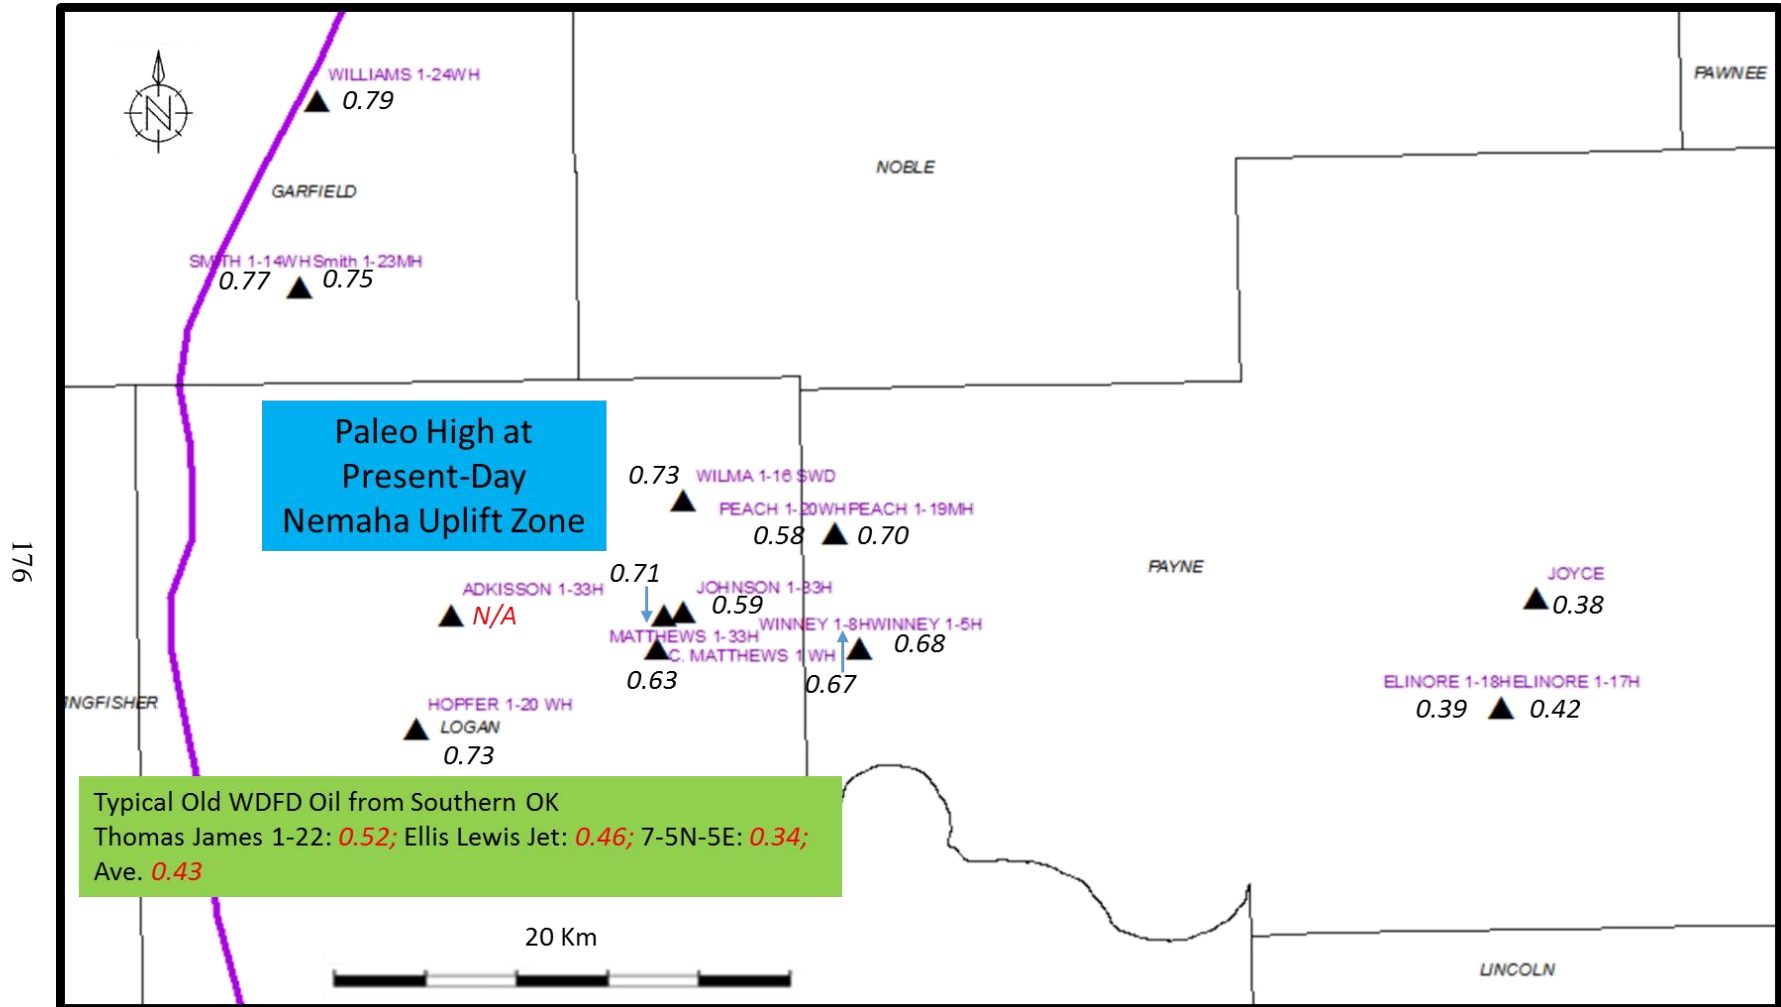 WILLIAMS 1-24WH
0.79
PAWNEE
N
NOBLE
GARFIELD
SMITH 1-14WH Smith 1-23MH
0.77
0.75
Paleo High at
Present-Day
Nemaha Uplift Zone
0.73
WILMA 1-16 SWD
PEACH 1-20WH PEACH 1-19MH
0.58
0.70
176
PAYNE
0.71
ADKISSON 1-33H
N/A
JOHNSON 1-33H
0.59
JOYCE
0.38
MATTHEWS 1-33H
WINNEY 1-8H WINNEY 1-5H
0.68
C. MATTHEWS 1 WH
0.63
0.67
ELINORE 1-18H ELINORE 1-17H
0.39
0.42
INGFISHER
HOPFER 1-20 WH
LOGAN
0.73
Typical Old WDFD Oil from Southern OK
Thomas James 1-22: 0.52; Ellis Lewis Jet: 0.46; 7-5N-5E: 0.34;
Ave. 0.43
20 Km
LINCOLN